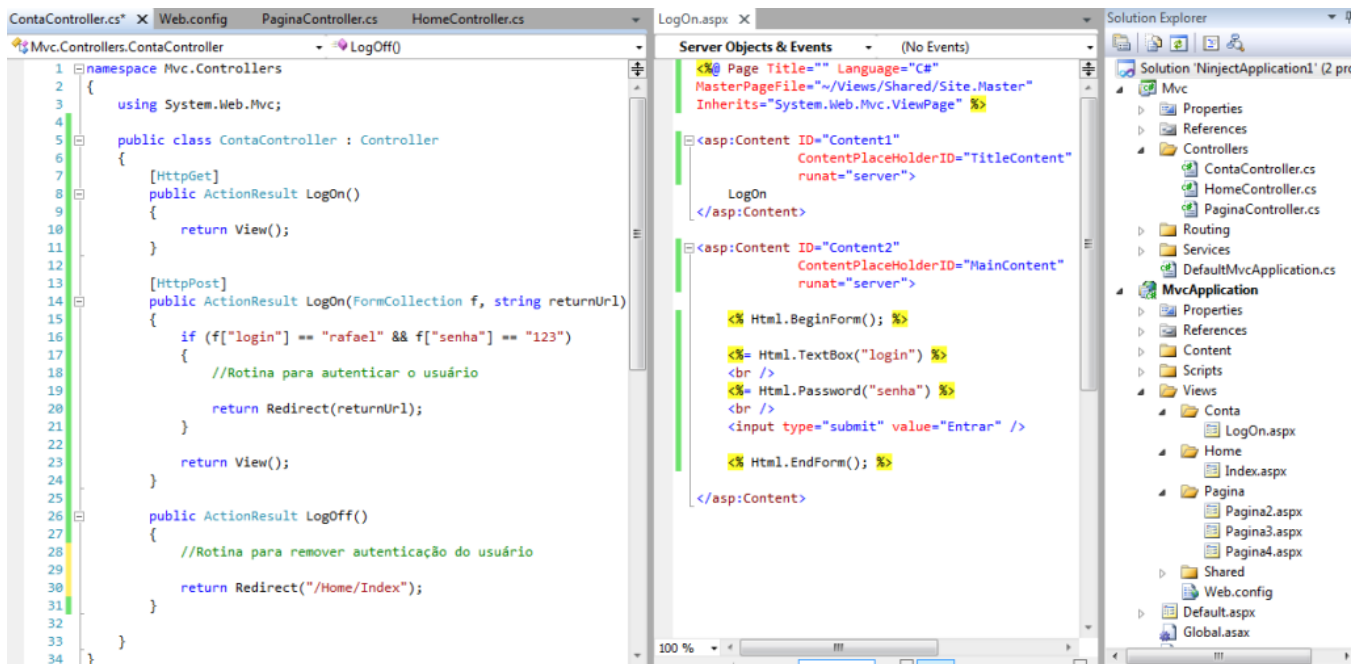 ContaController.cs* X Web.config PaginaController.cs HomeController.cs
Mvc.Controllers.ContaController LogOff()
1 namespace Mvc.Controllers
2 {
3 using System.Web.Mvc;
4
5 public class ContaController : Controller
6 {
7 [HttpGet]
8 public ActionResult LogOn()
9 {
10 return View();
11 }
12
13 [HttpPost]
14 public ActionResult LogOn(FormCollection f, string returnUrl)
15 {
16 if (f["login"] == "rafael" && f["senha"] == "123")
17 {
18 //Rotina para autenticar o usuário
19
20 return Redirect(returnUrl);
21 }
22
23 return View();
24 }
25
26 public ActionResult LogOff()
27 {
28 //Rotina para remover autenticação do usuário
29
30 return Redirect("/Home/Index");
31 }
32
33 }
34 }
LogOn.aspx X
Server Objects & Events (No Events)
<%@ Page Title="" Language="C#"
MasterPageFile="~/Views/Shared/Site.Master"
Inherits="System.Web.Mvc.ViewPage" %>
<asp:Content ID="Content1"
ContentPlaceHolderID="TitleContent"
runat="server">
LogOn
</asp:Content>
<asp:Content ID="Content2"
ContentPlaceHolderID="MainContent"
runat="server">
<% Html.BeginForm(); %>
<%= Html.TextBox("login") %>
<br />
<%= Html.Password("senha") %>
<br />
<input type="submit" value="Entrar" />
<% Html.EndForm(); %>
</asp:Content>
100 %
Solution Explorer
Solution 'NinjectApplication1' (2 pro
Mvc
Properties
References
Controllers
ContaController.cs
HomeController.cs
PaginaController.cs
Routing
Services
DefaultMvcApplication.cs
MvcApplication
Properties
References
Content
Scripts
Views
Conta
LogOn.aspx
Home
Index.aspx
Pagina
Pagina2.aspx
Pagina3.aspx
Pagina4.aspx
Shared
Web.config
Default.aspx
Global.asax